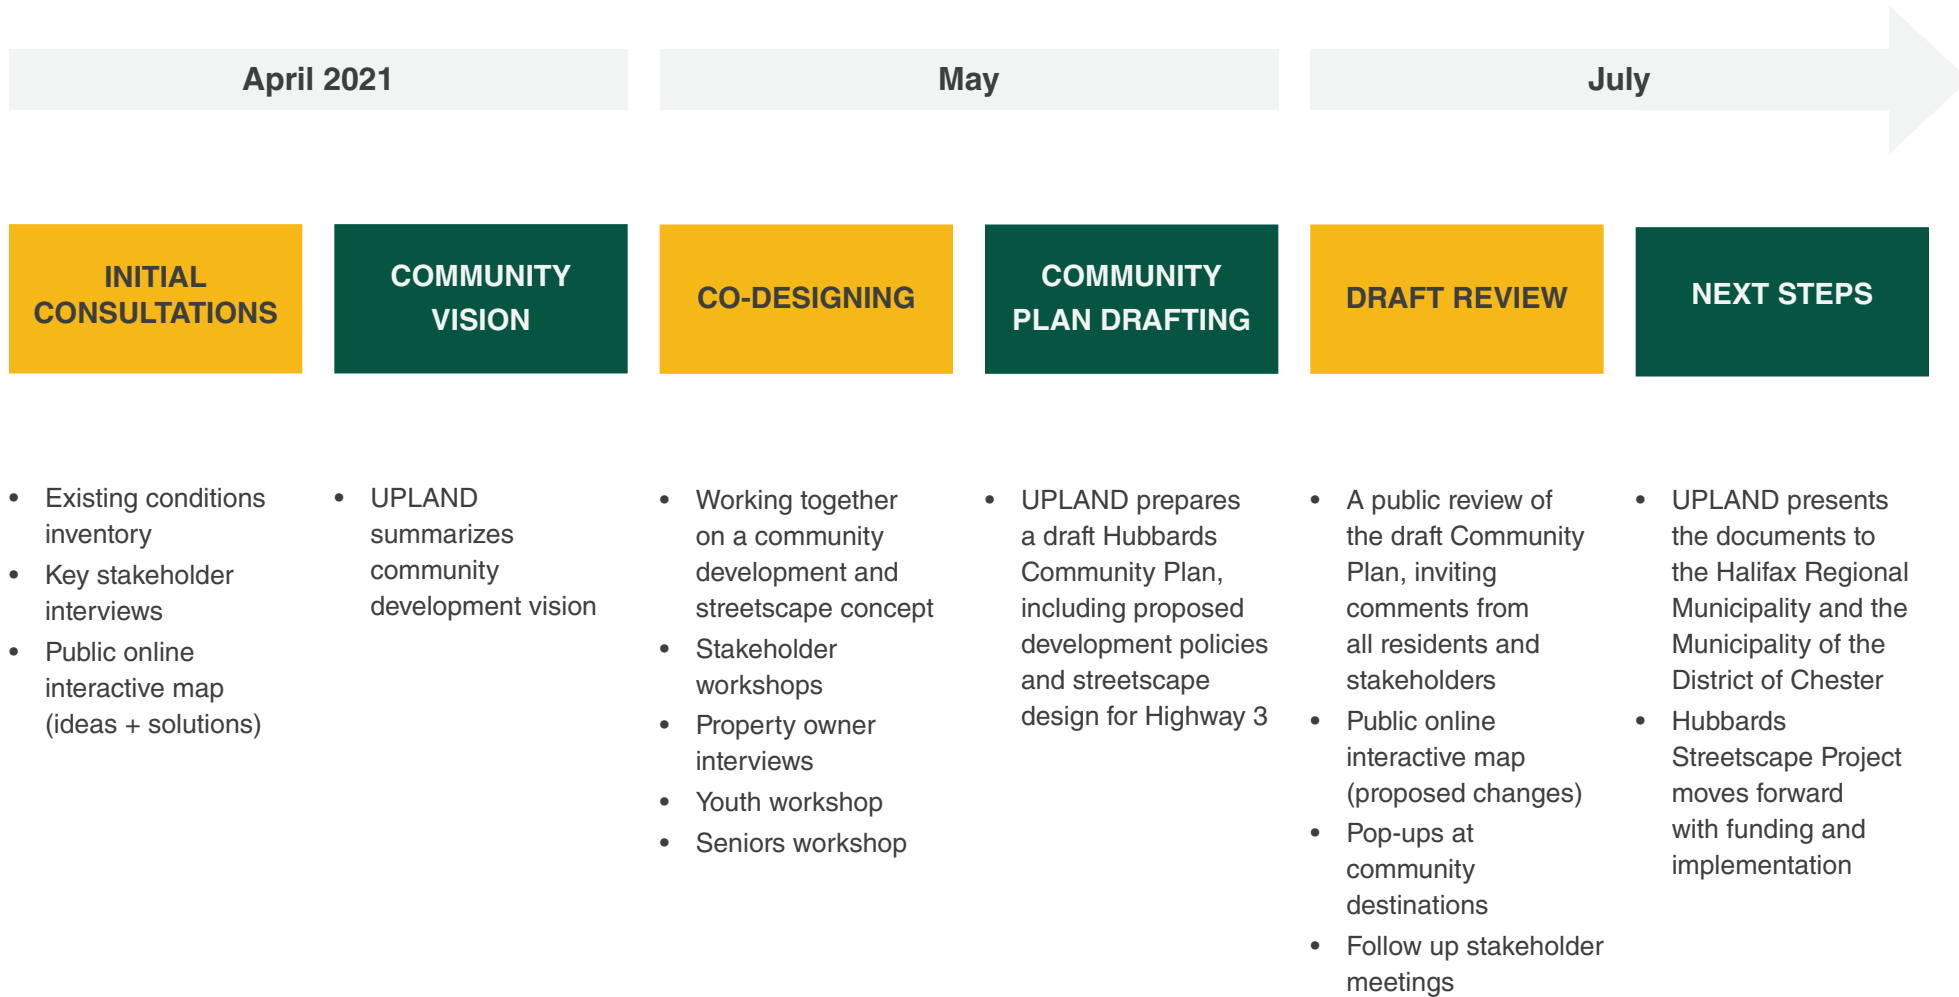 April 2021
May
July
INITIAL
CONSULTATIONS
COMMUNITY
VISION
CO-DESIGNING
COMMUNITY
PLAN DRAFTING
DRAFT REVIEW
NEXT STEPS
• Existing conditions
inventory
• Key stakeholder
interviews
• Public online
interactive map
(ideas + solutions)
• UPLAND
summarizes
community
development vision
• Working together
on a community
development and
streetscape concept
• Stakeholder
workshops
• Property owner
interviews
• Youth workshop
• Seniors workshop
• UPLAND prepares
a draft Hubbards
Community Plan,
including proposed
development policies
and streetscape
design for Highway 3
• A public review of
the draft Community
Plan, inviting
comments from
all residents and
stakeholders
• Public online
interactive map
(proposed changes)
• Pop-ups at
community
destinations
• Follow up stakeholder
meetings
• UPLAND presents
the documents to
the Halifax Regional
Municipality and the
Municipality of the
District of Chester
• Hubbards
Streetscape Project
moves forward
with funding and
implementation